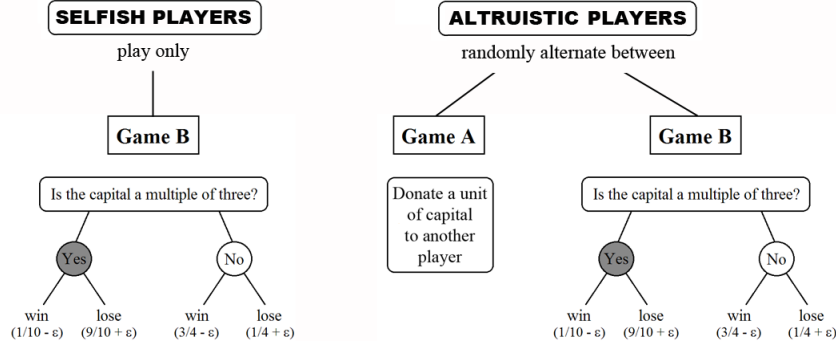 SELFISH PLAYERS
play only
Game B
Is the capital a multiple of three?
Yes
No
win
(1/10 - ε)
lose
(9/10 + ε)
win
(3/4 - ε)
lose
(1/4 + ε)
ALTRUISTIC PLAYERS
randomly alternate between
Game A
Donate a unit
of capital
to another
player
Game B
Is the capital a multiple of three?
Yes
No
win
(1/10 - ε)
lose
(9/10 + ε)
win
(3/4 - ε)
lose
(1/4 + ε)